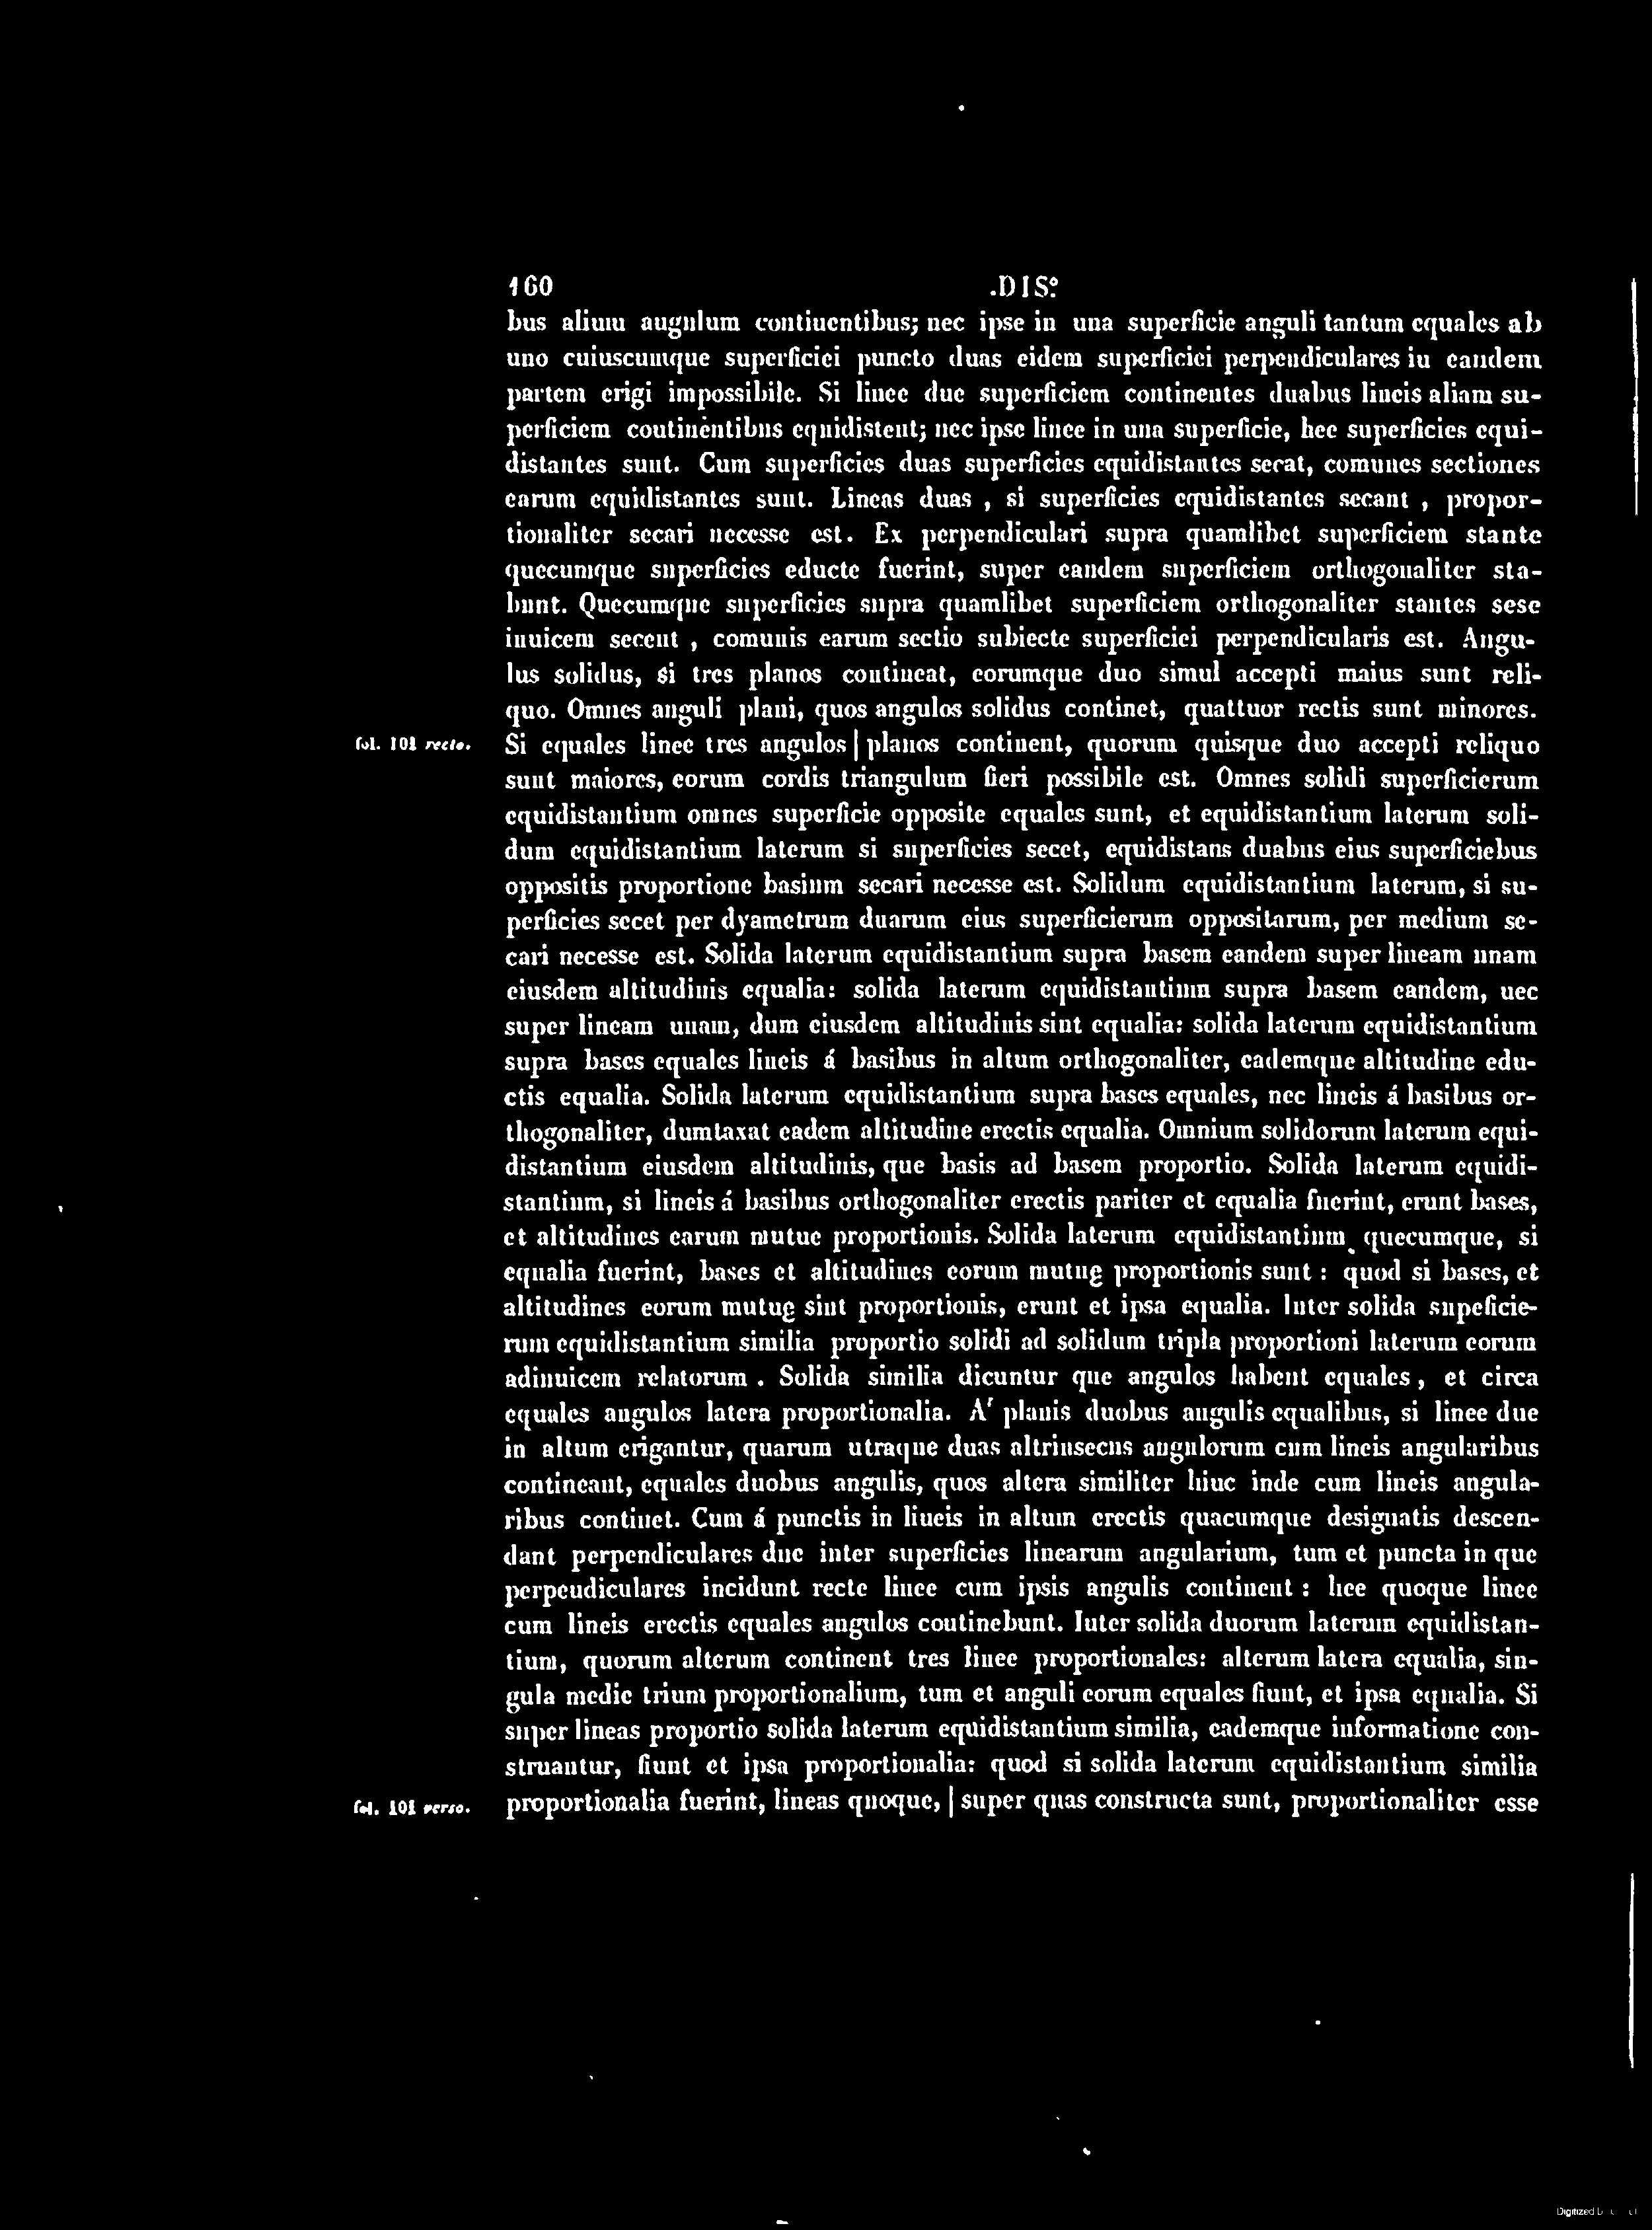 160 .DIS?
bus alium augulum continentibus; nec ipse in una superficie anguli tantum equales ab
uno cuiuscumque superficiei puncto duas eidem superficiei perpendiculares in eandem
partem erigi impossibile. Si linee due superficiem continentes duabus lineis aliam su-
perficiem continentibus equidistent; nec ipse linee in una superficie, hec superficies equi-
distantes sunt. Cum superficies duas superficies equidistantes secat, comunes sectiones
earum equidistantes sunt. Lineas duas , si superficies equidistantes secant , propor-
tionaliter secari necesse est. Ex perpendiculari supra quamlibet superficiem stante
quecumque superficies educte fuerint, super eandem superficiem orthogonaliter sta-
bunt. Quecumque superficies supra quamlibet superficiem orthogonaliter stantes sese
inuicem secent , comunis earum sectio subiecte superficiei perpendicularis est. Angu-
lus solidus, si tres planos contineat, eorumque duo simul accepti maius sunt reli-
quo. Omnes anguli plani, quos angulos solidus continet, quattuor rectis sunt minores.
fol. 101 recto. Si equales linee tres angulos | planos continent, quorum quisque duo accepti reliquo
sunt maiores, eorum cordis triangulum fieri possibile est. Omnes solidi superficierum
equidistantium omnes superficie opposite equales sunt, et equidistantium laterum soli-
dum equidistantium laterum si superficies secet, equidistans duabus eius superficiebus
oppositis proportione basium secari necesse est. Solidum equidistantium laterum, si su-
perficies secet per dyametrum duarum eius superficierum oppositarum, per medium se-
cari necesse est. Solida laterum equidistantium supra basem eandem super lineam unam
eiusdem altitudinis equalia: solida laterum equidistantium supra basem eandem, nec
super lineam unam, dum eiusdem altitudinis sint equalia: solida laterum equidistantium
supra bases equales lineis á basibus in altum orthogonaliter, eademque altitudine edu-
ctis equalia. Solida laterum equidistantium supra bases equales, nec lineis á basibus or-
thogonaliter, dumtaxat eadem altitudine erectis equalia. Omnium solidorum laterum equi-
distantium eiusdem altitudinis, que basis ad basem proportio. Solida laterum equidi-
stantium, si lineis á basibus orthogonaliter erectis pariter et equalia fuerint, erunt bases,
et altitudines earum mutue proportionis. Solida laterum equidistantium, quecumque, si
equalia fuerint, bases et altitudines eorum mutuę proportionis sunt : quod si bases, et
altitudines eorum mutuę sint proportionis, erunt et ipsa equalia. Inter solida supeficie-
rum equidistantium similia proportio solidi ad solidum tripla proportioni laterum eorum
adinuicem relatorum . Solida similia dicuntur que angulos habent equales , et circa
equales angulos latera proportionalia. A' planis duobus angulis equalibus, si linee due
in altum erigantur, quarum utraque duas altrinsecus angulorum cum lineis angularibus
contineant, equales duobus angulis, quos altera similiter hinc inde cum lineis angula-
ribus continet. Cum á punctis in lineis in altum erectis quacumque designatis descen-
dant perpendiculares due inter superficies linearum angularium, tum et puncta in que
perpendiculares incidunt recte linee cum ipsis angulis continent : hee quoque linee
cum lineis erectis equales angulos continebunt. Inter solida duorum laterum equidistan-
tium, quorum alterum continent tres linee proportionales: alterum latera equalia, sin-
gula medie trium proportionalium, tum et anguli eorum equales fiunt, et ipsa equalia. Si
super lineas proportio solida laterum equidistantium similia, eademque informatione con-
struantur, fiunt et ipsa proportionalia: quod si solida laterum equidistantium similia
fol. 101 verso. proportionalia fuerint, lineas quoque, | super quas constructa sunt, proportionaliter esse
Digitized